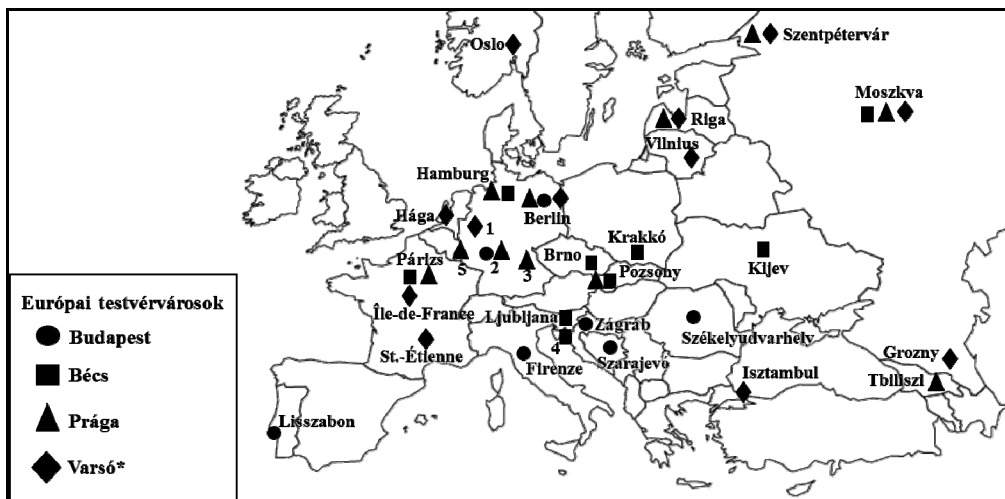 Oslo
Szentpétervár
Moszkva
Riga
Vilnius
Hamburg
Hága
1
Berlin
Krakkó
Párizs
5
2
3
Brno
Pozsony
Kijev
Île-de-France
Ljubljana
Zágráb
4
Székelyudvarhely
St.-Étienne
Firenze
Szarajevó
Grozny
Isztambul
Tbiliszi
Lisszabon
Európai testvérvárosok
Budapest
Bécs
Prága
Varsó*